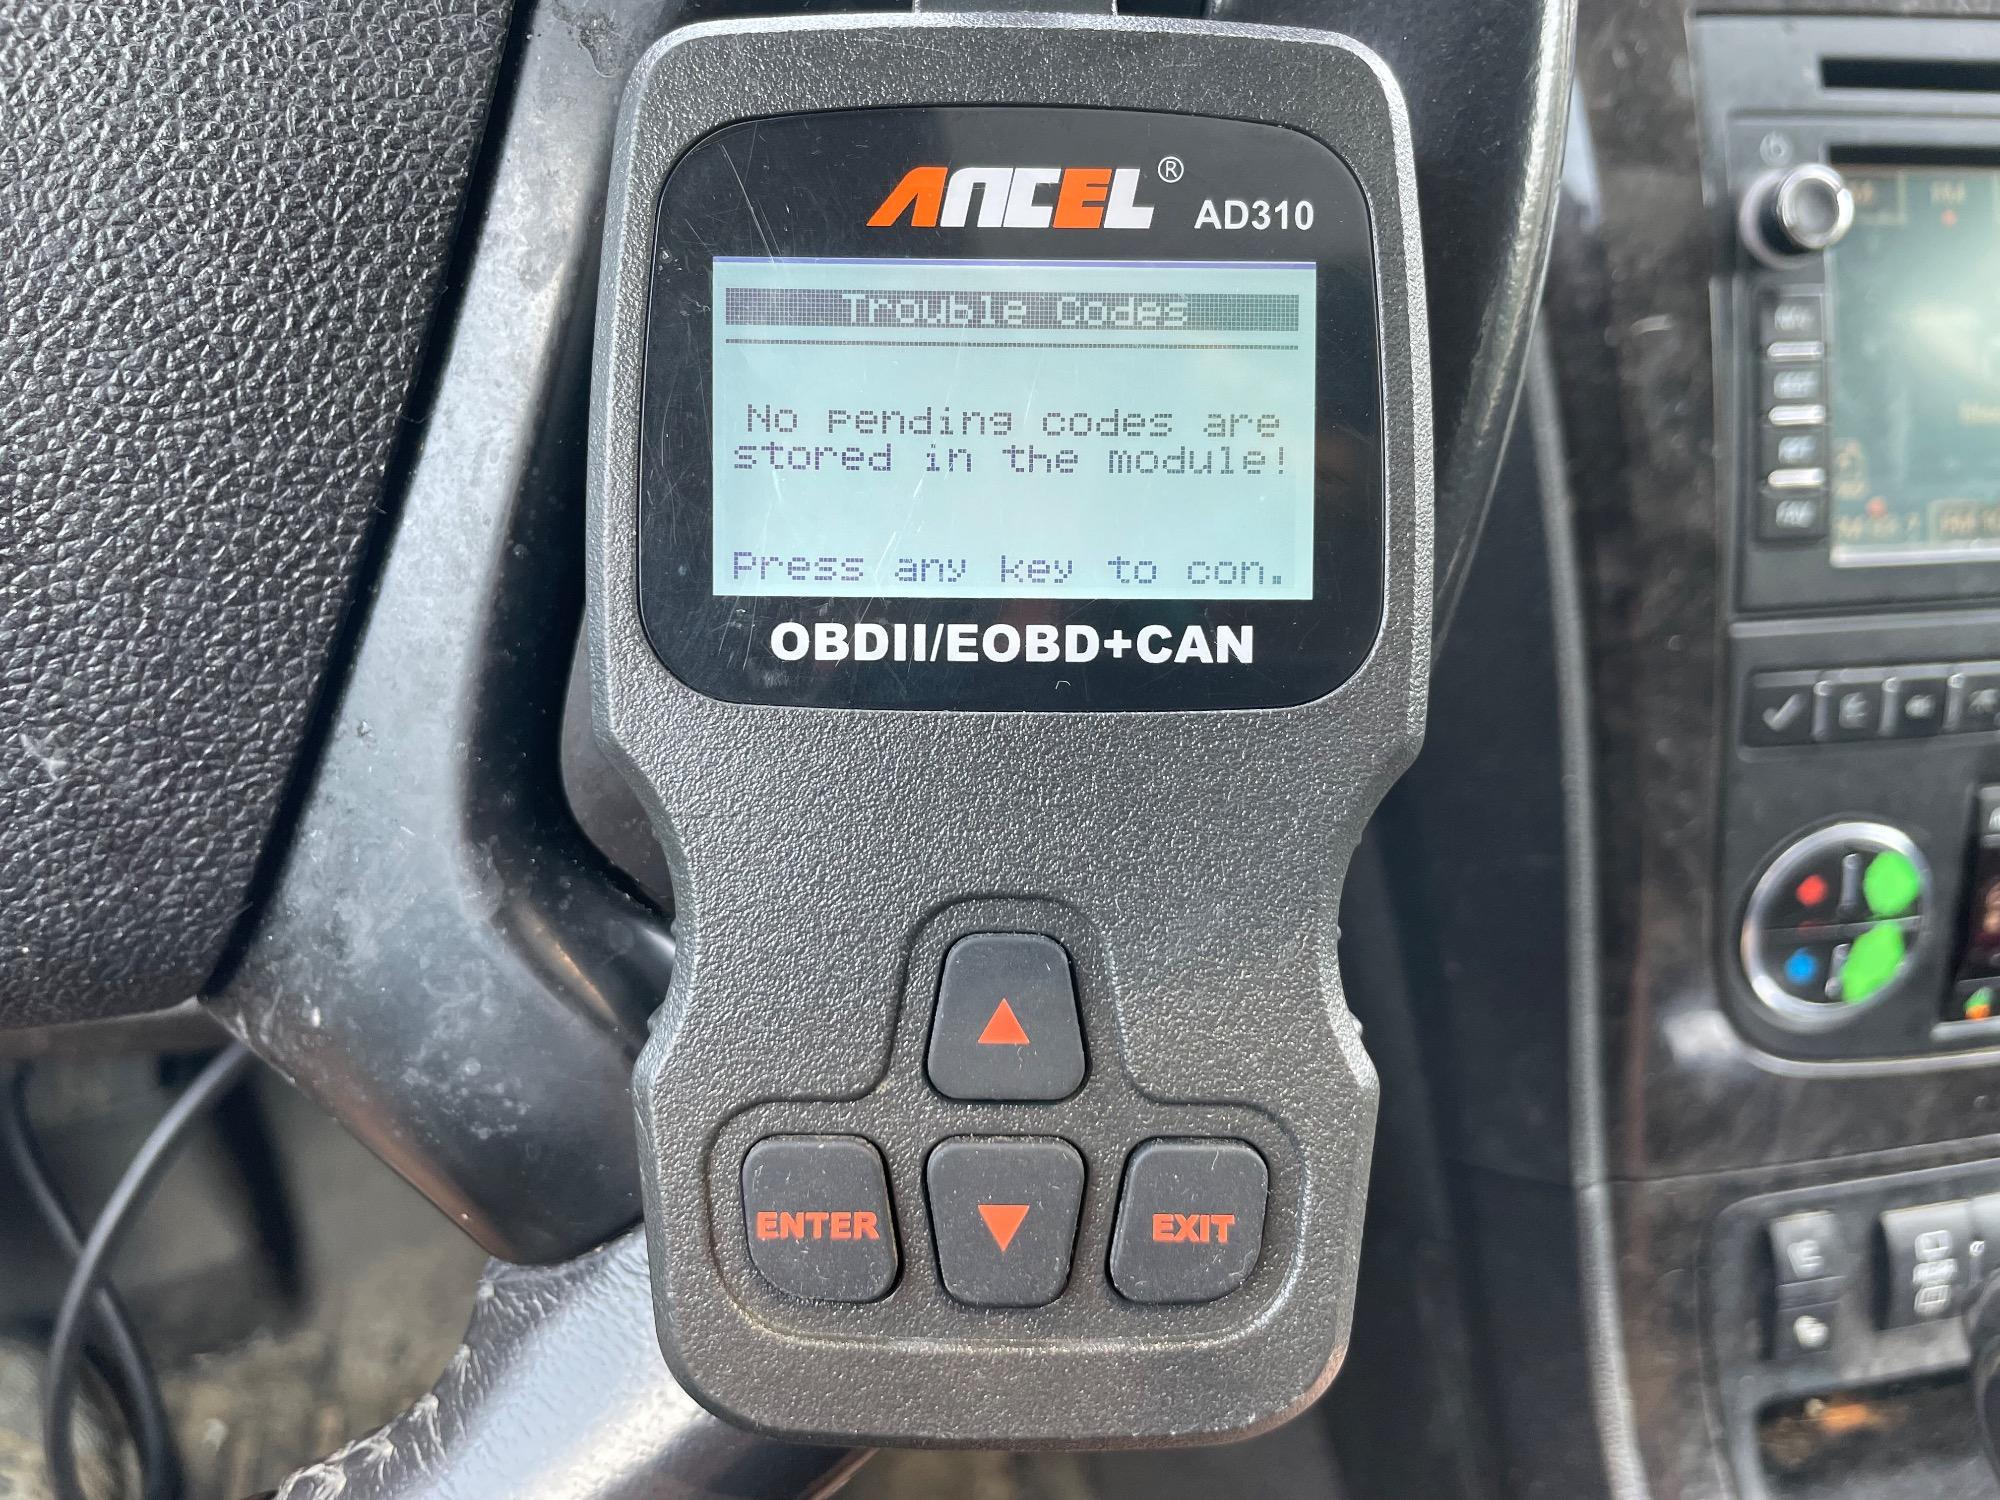 ANCEL® AD310
Trouble Codes
No pending codes are
stored in the module!
Press any key to con.
OBDII/EOBD+CAN
ENTER
EXIT